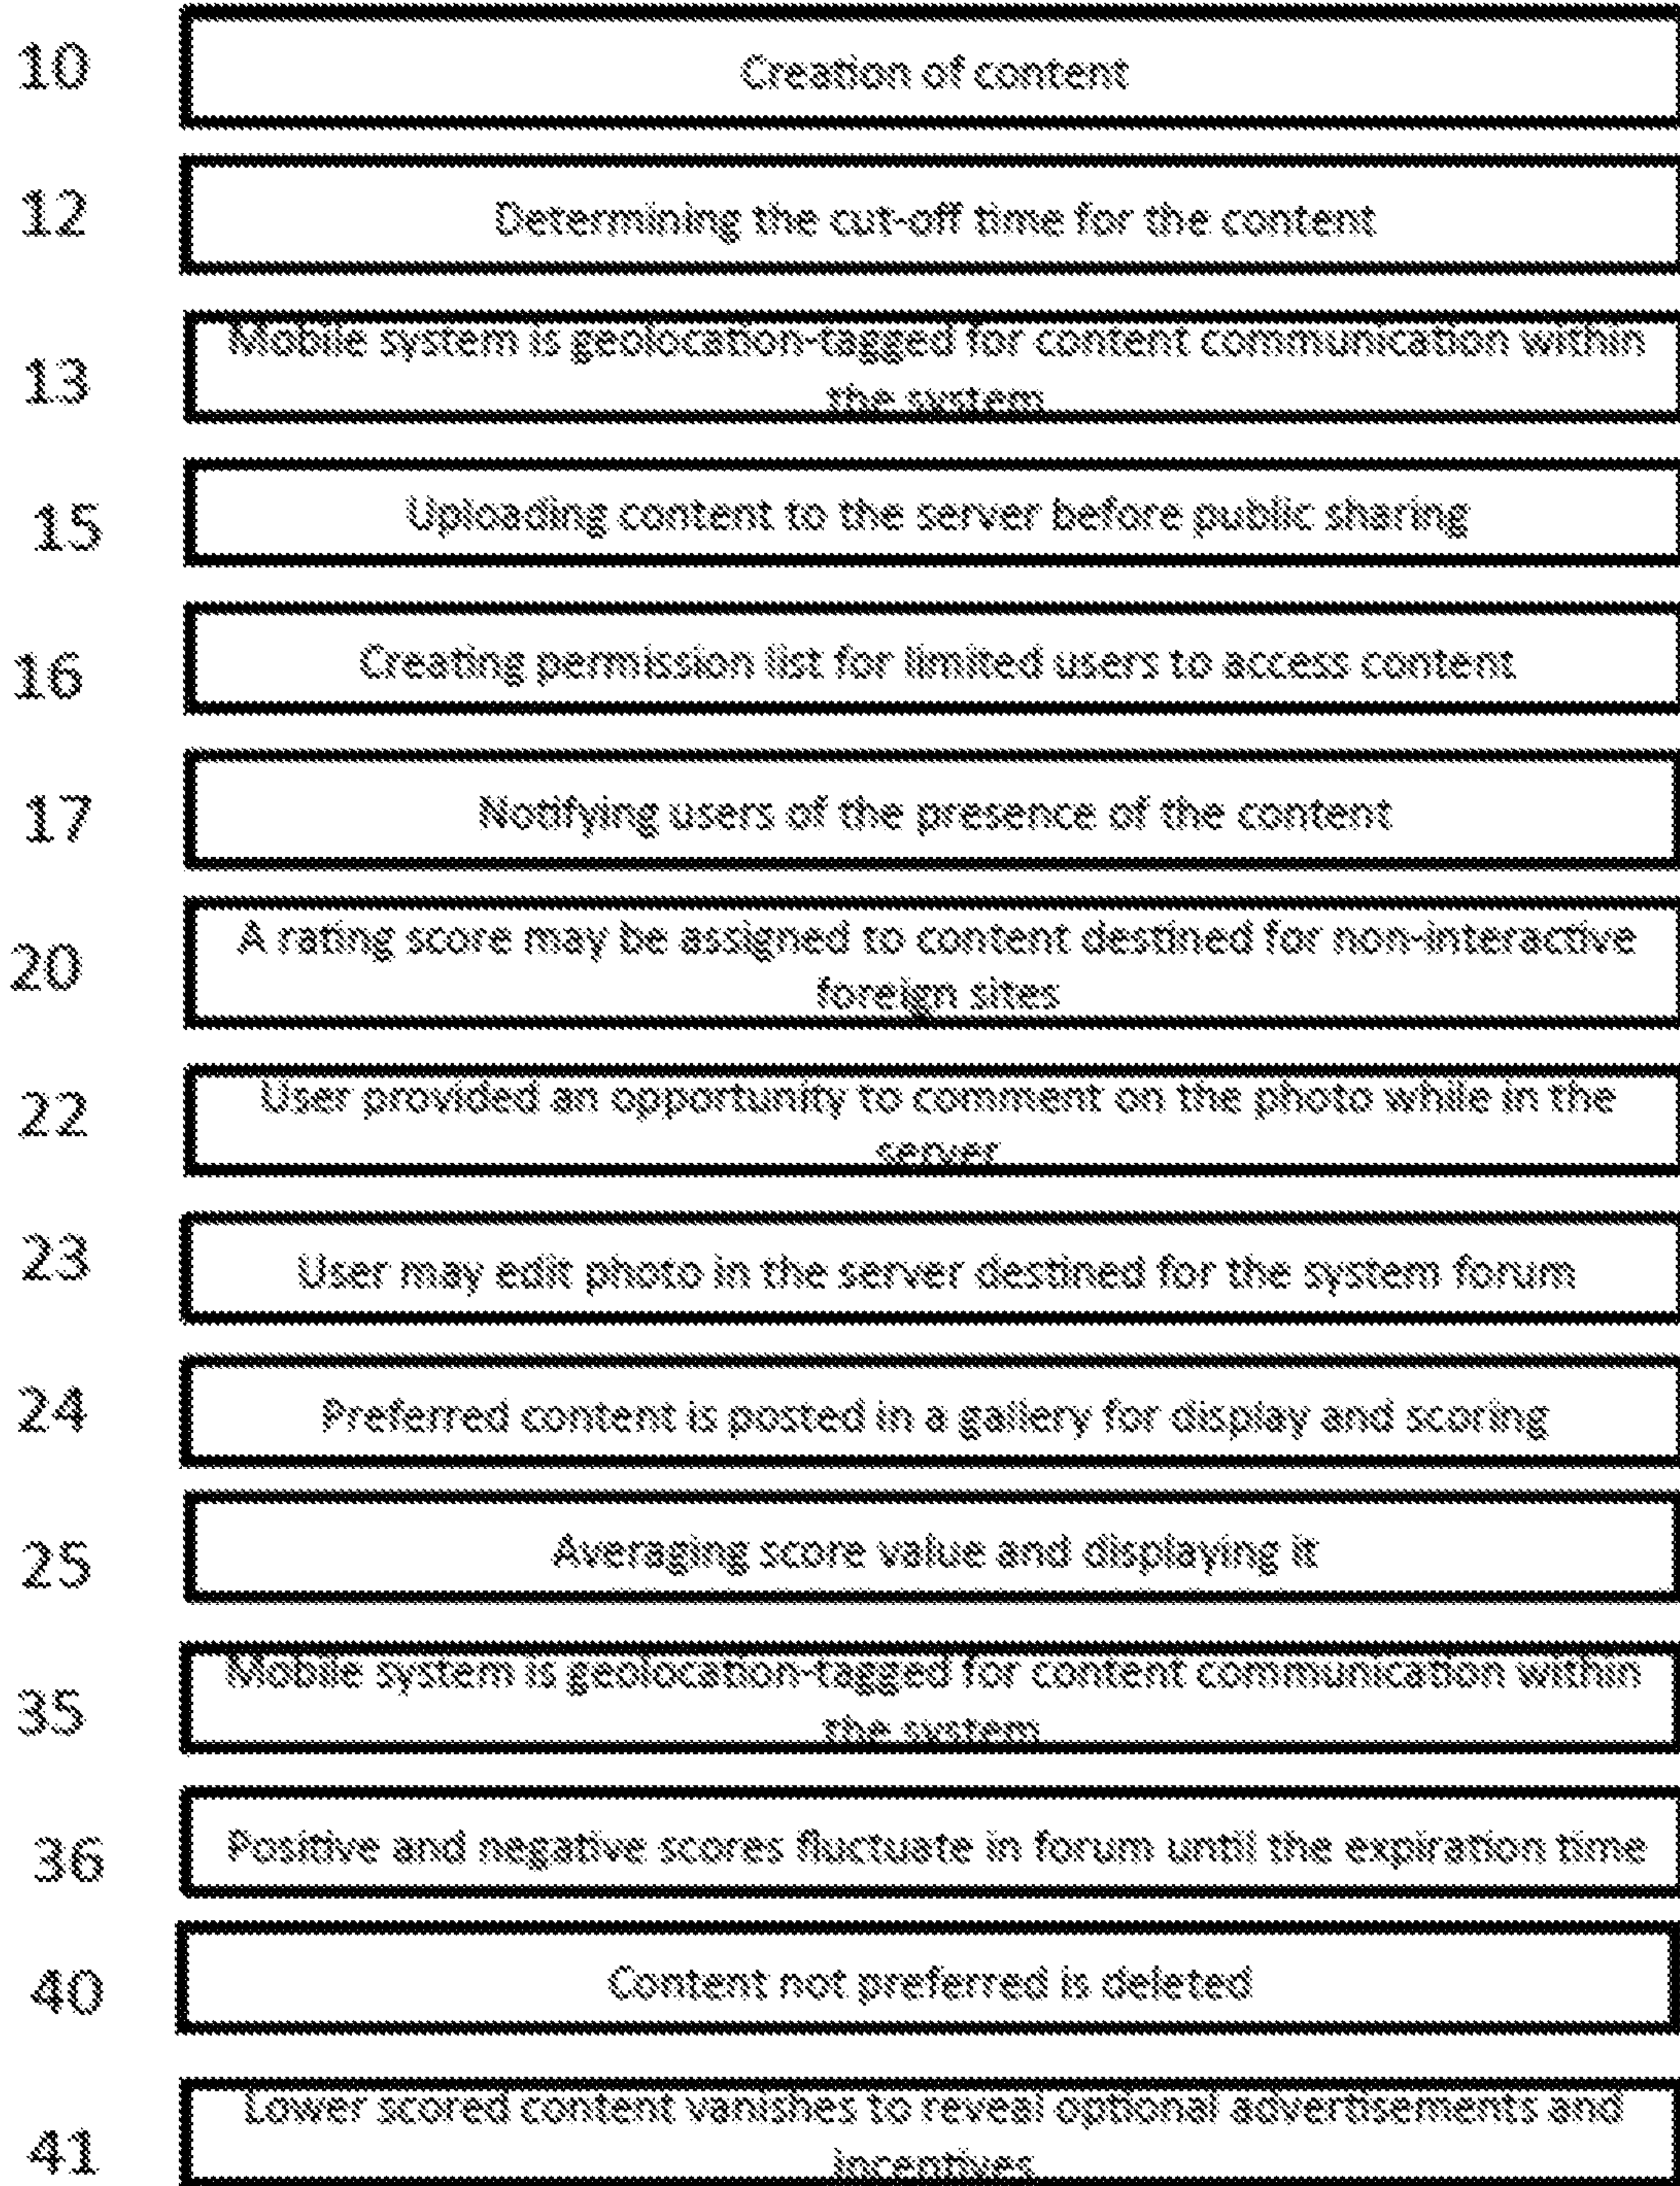 10 Creation of content
12 Determining the cut-off time for the content
13 Mobile system is geolocation-tagged for content communication within
the system
15 Uploading content to the server before public sharing
16 Creating permission list for limited users to access content
17 Notifying users of the presence of the content
20 A rating score may be assigned to content destined for non-interactive
foreign sites
22 User provided an opportunity to comment on the photo while in the
server
23 User may edit photo in the server destined for the system forum
24 Preferred content is posted in a gallery for display and scoring
25 Averaging score value and displaying it
35 Mobile system is geolocation-tagged for content communication within
the system
36 Positive and negative scores fluctuate in forum until the expiration time
40 Content not preferred is deleted
41 Lower scored content vanishes to reveal optional advertisements and
incentives